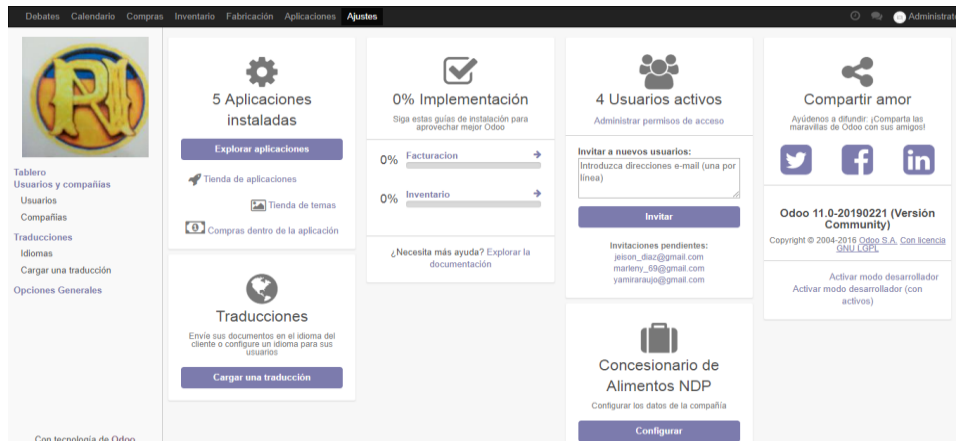 Debates Calendario Compras Inventario Fabricación Aplicaciones Ajustes
RI
Tablero
Usuarios y compañías
Usuarios
Compañías
Traducciones
Idiomas
Cargar una traducción
Opciones Generales
Con tecnología de Odoo
5 Aplicaciones
instaladas
Explorar aplicaciones
Tienda de aplicaciones
Tienda de temas
Compras dentro de la aplicación
Traducciones
Envíe sus documentos en el idioma del
cliente o configure un idioma para sus
usuarios
Cargar una traducción
0% Implementación
Siga estas guías de instalación para
aprovechar mejor Odoo
0% Facturacion
0% Inventario
¿Necesita más ayuda? Explorar la
documentación
4 Usuarios activos
Administrar permisos de acceso
Invitar a nuevos usuarios:
Introduzca direcciones e-mail (una por
línea)
Invitar
Invitaciones pendientes:
jeison_diaz@gmail.com
marleny_69@gmail.com
yamiraraujo@gmail.com
Concesionario de
Alimentos NDP
Configurar los datos de la compañía
Configurar
Administrato
Compartir amor
Ayúdenos a difundir: ¡Comparta las
maravillas de Odoo con sus amigos!
Odoo 11.0-20190221 (Versión
Community)
Copyright © 2004-2016 Odoo S.A. Con licencia
GNU LGPL
Activar modo desarrollador
Activar modo desarrollador (con
activos)